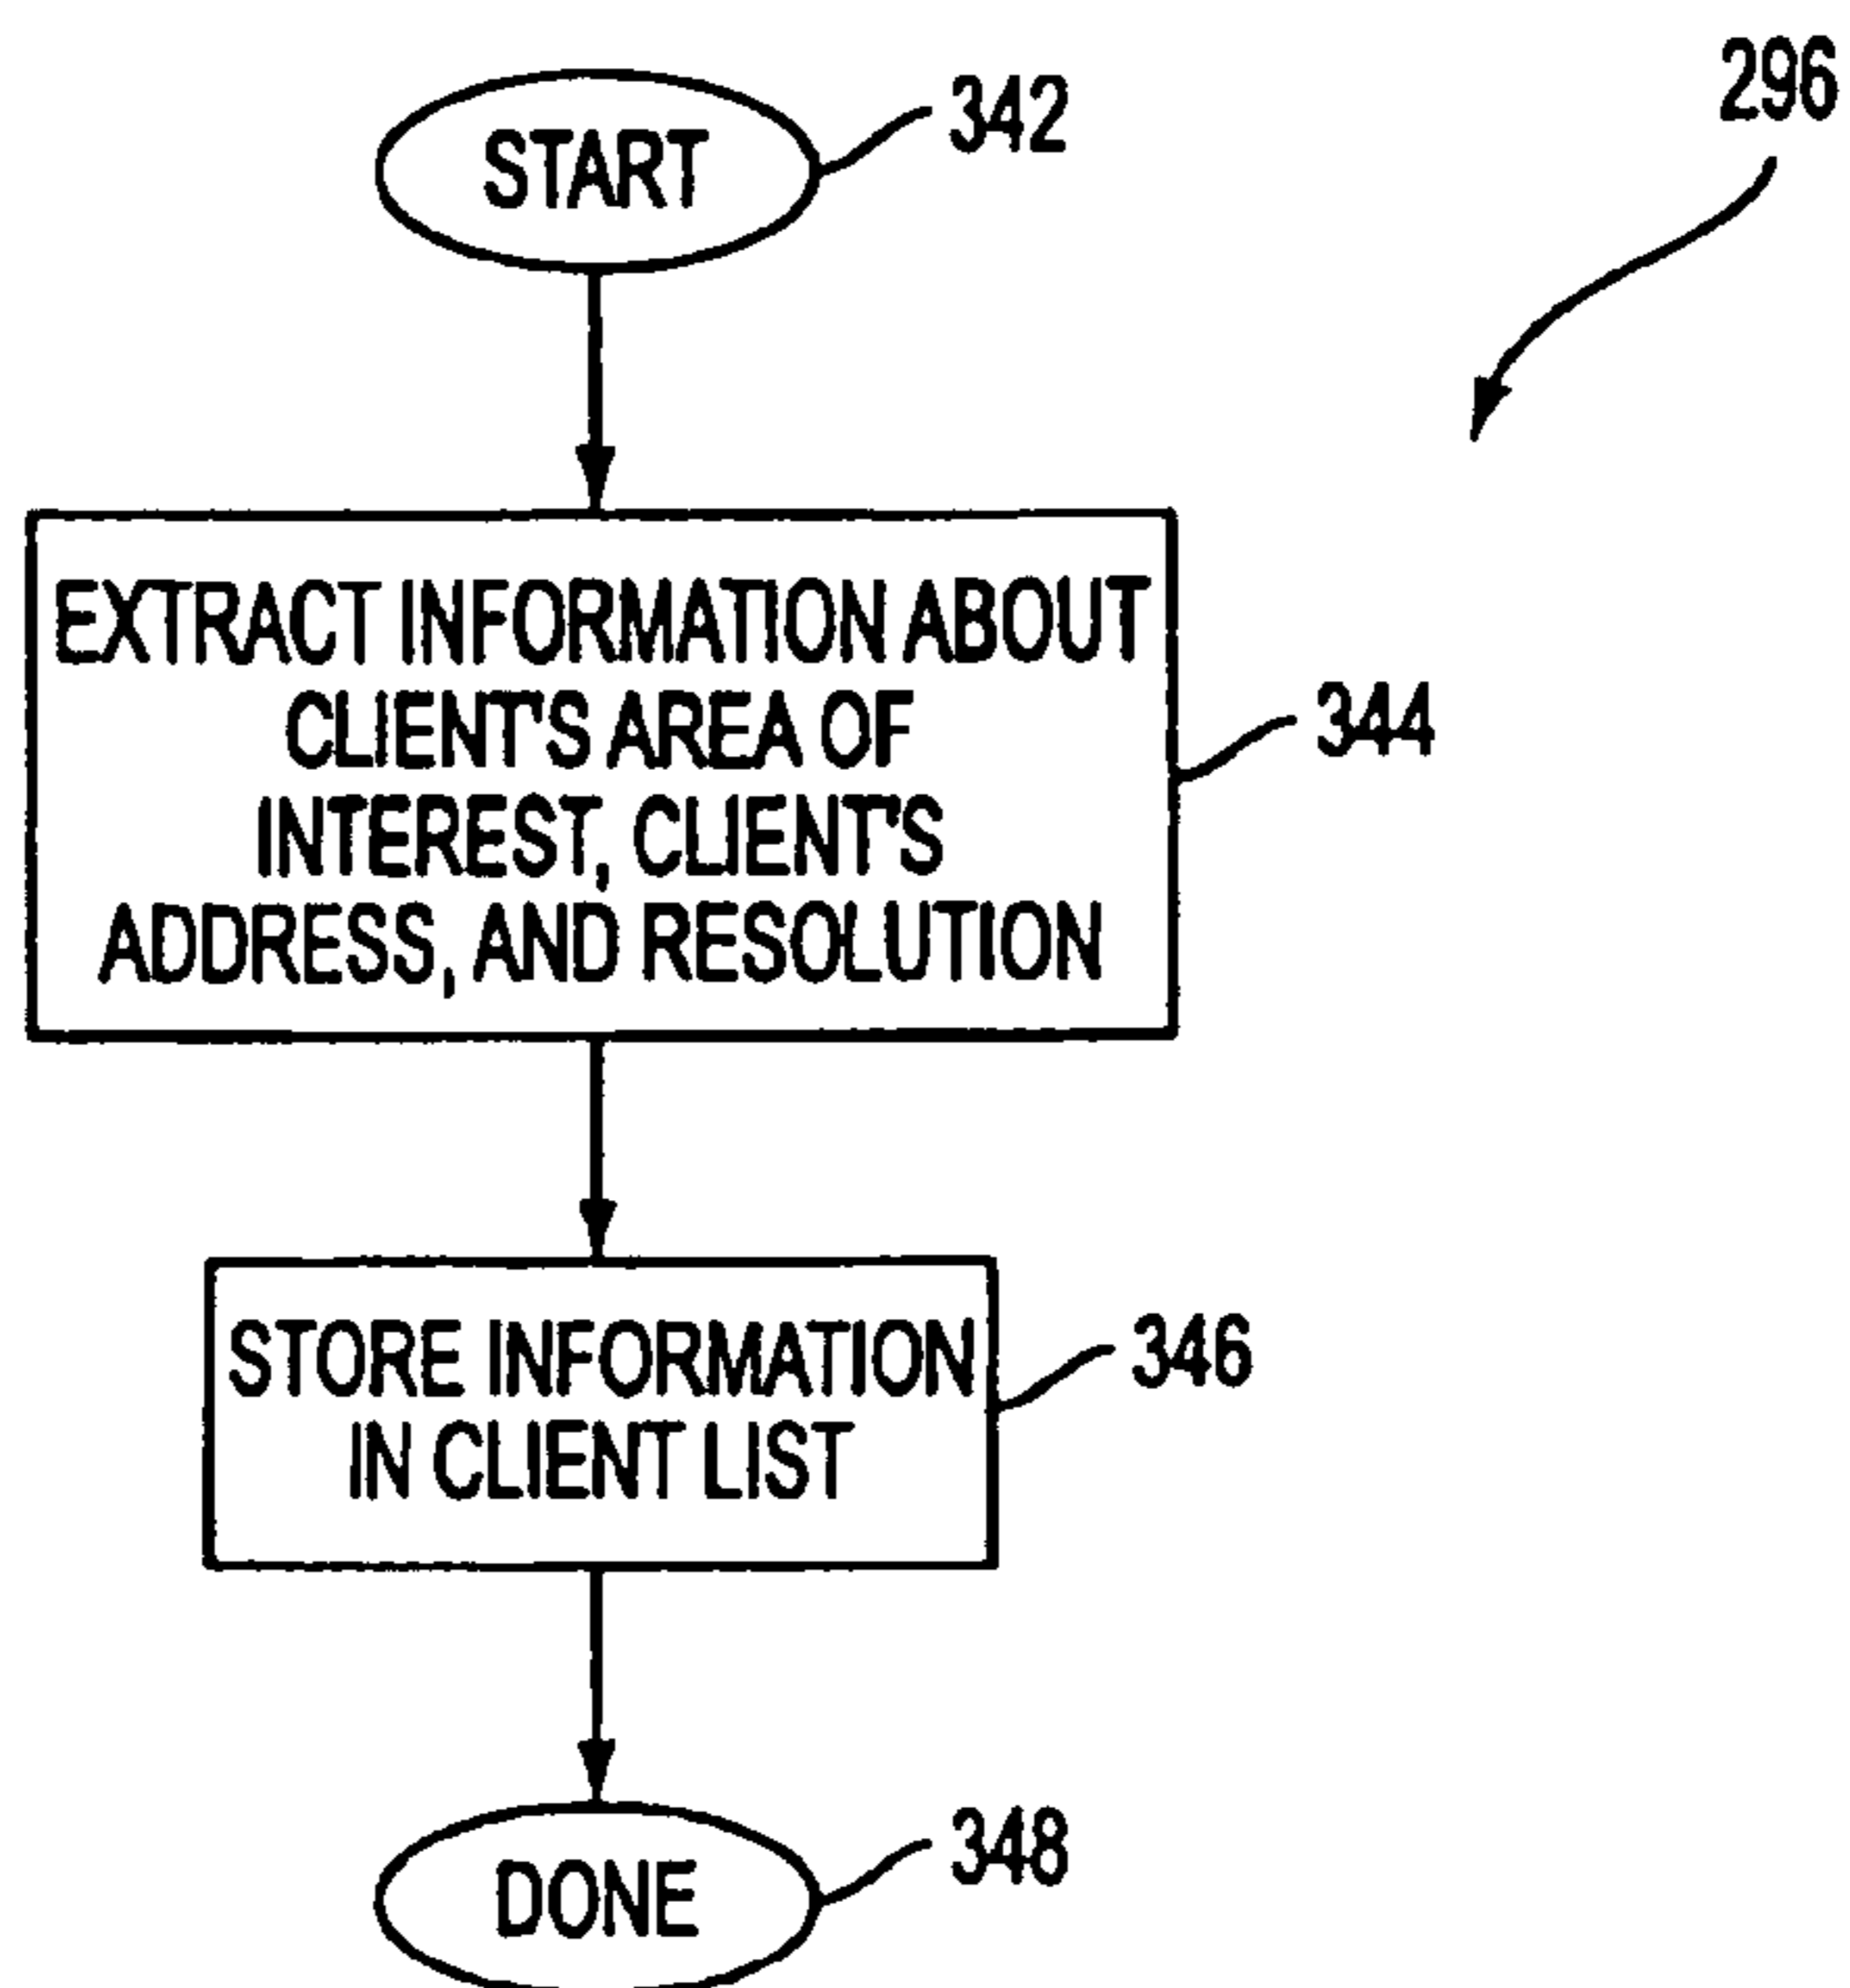 296
START
342
EXTRACT INFORMATION ABOUT
CLIENT'S AREA OF
INTEREST, CLIENT'S
ADDRESS, AND RESOLUTION
344
STORE INFORMATION
IN CLIENT LIST
346
DONE
348